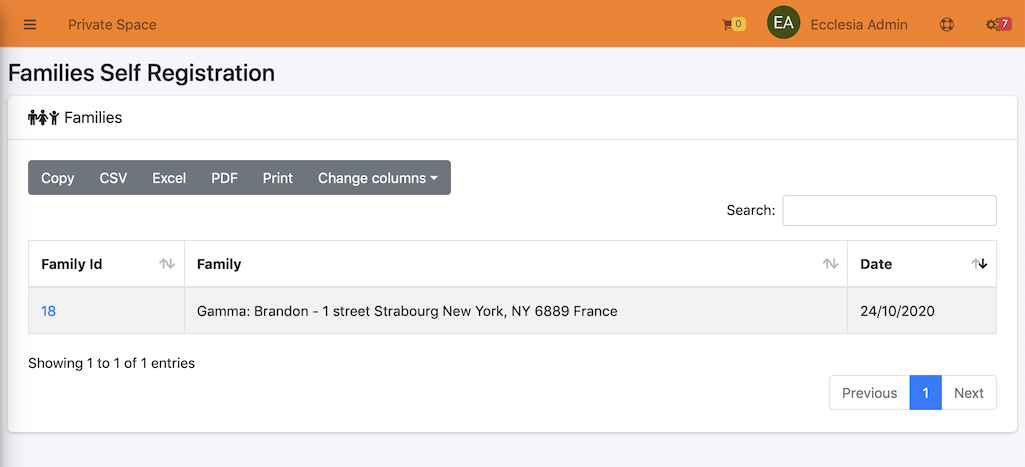 Private Space 0 EA Ecclesia Admin 7
Families Self Registration
Families
Copy CSV Excel PDF Print Change columns
Search:
Family Id Family Date
18 Gamma: Brandon - 1 street Strabourg New York, NY 6889 France 24/10/2020
Showing 1 to 1 of 1 entries
Previous 1 Next